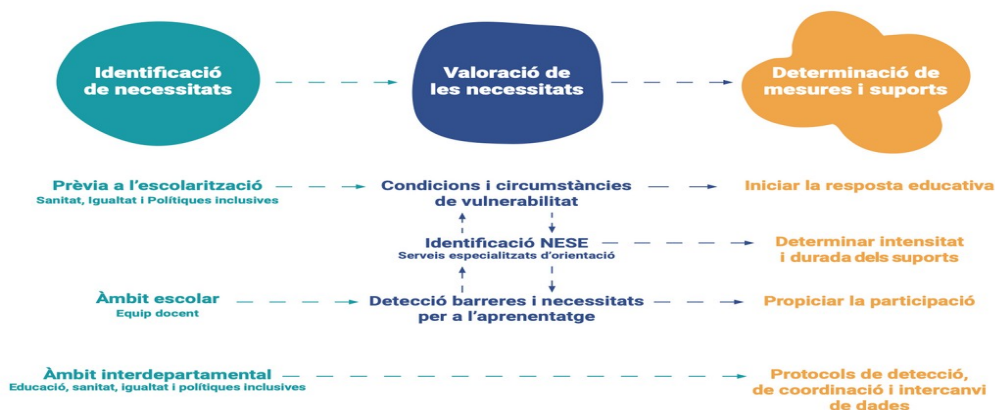 Identificació
de necessitats
Valoració de
les necessitats
Determinació de
mesures i suports
Prèvia a l'escolarització
Sanitat, Igualtat i Polítiques inclusives
Condicions i circumstàncies
de vulnerabilitat
Iniciar la resposta educativa
Identificació NESE
Serveis especialitzats d'orientació
Determinar intensitat
i durada dels suports
Àmbit escolar
Equip docent
Detecció barreres i necessitats
per a l'aprenentatge
Propiciar la participació
Àmbit interdepartamental
Educació, sanitat, igualtat i polítiques inclusives
Protocols de detecció,
de coordinació i intercanvi
de dades